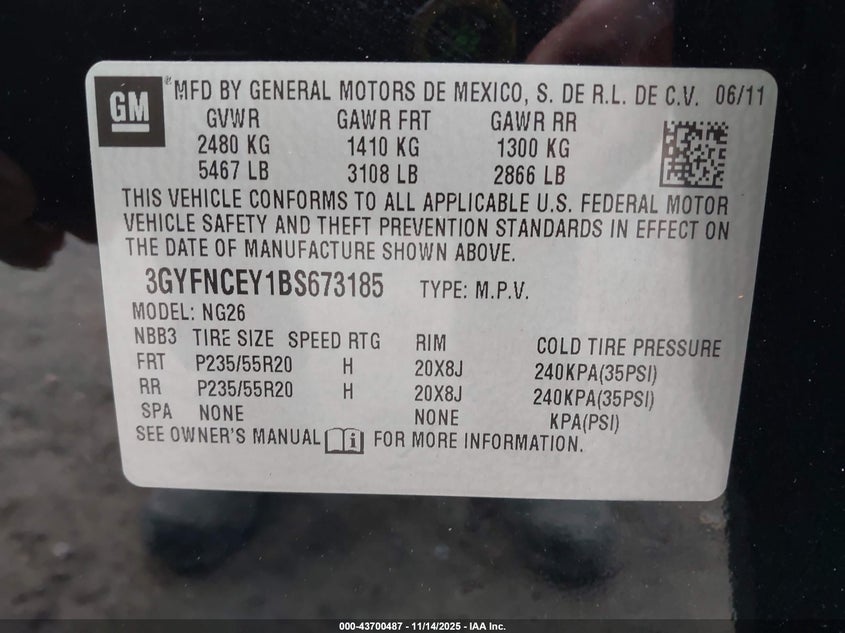 GM ® MFD BY GENERAL MOTORS DE MEXICO, S. DE R.L. DE C.V. 06/11
GVWR GAWR FRT GAWR RR
2480 KG 1410 KG 1300 KG
5467 LB 3108 LB 2866 LB
THIS VEHICLE CONFORMS TO ALL APPLICABLE U.S. FEDERAL MOTOR
VEHICLE SAFETY AND THEFT PREVENTION STANDARDS IN EFFECT ON
THE DATE OF MANUFACTURE SHOWN ABOVE.
3GYFNCEY1BS673185 TYPE: M.P.V.
MODEL: NG26
NBB3 TIRE SIZE SPEED RTG RIM COLD TIRE PRESSURE
FRT P235/55R20 H 20X8J 240KPA(35PSI)
RR P235/55R20 H 20X8J 240KPA(35PSI)
SPA NONE NONE KPA(PSI)
SEE OWNER'S MANUAL i FOR MORE INFORMATION.
000-43700487 - 11/14/2025 - IAA Inc.